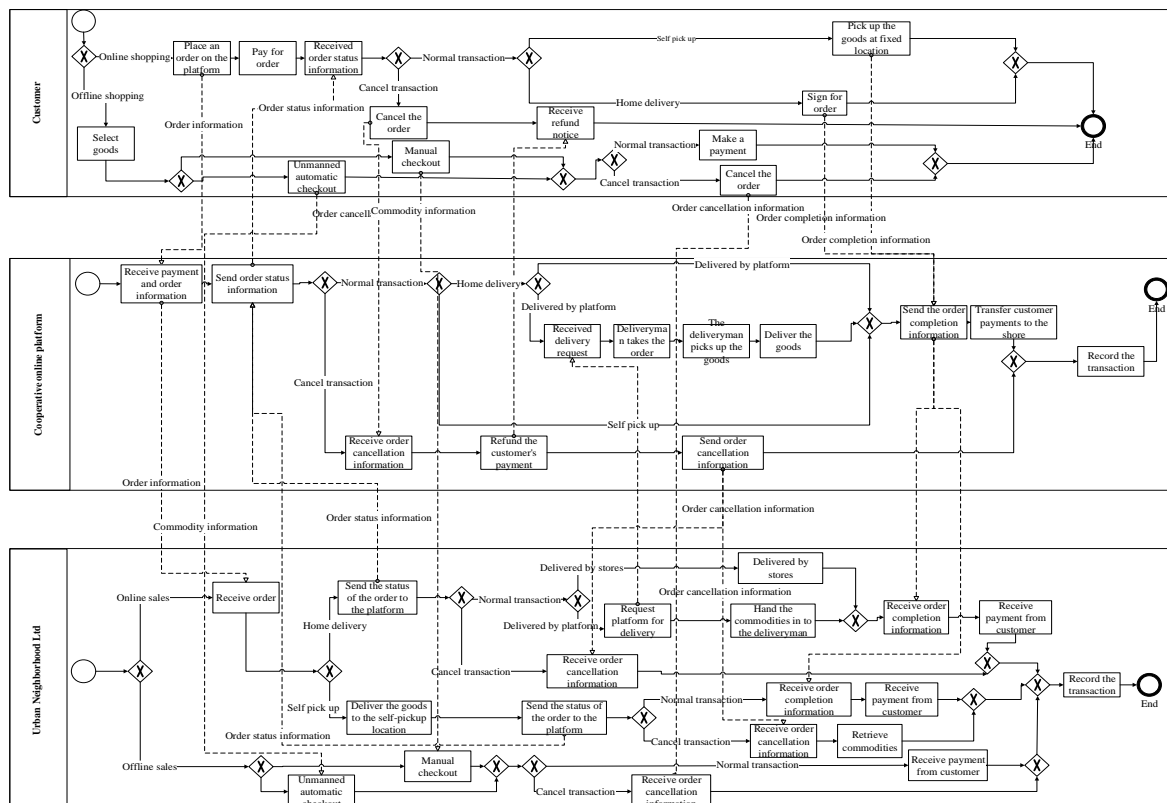 Customer
Online shopping
Place an
order on the
platform
Pay for
order
Received
order status
information
Normal transaction
Self pick up
Pick up the
goods at fixed
location
Offline shopping
Order status information
Cancel transaction
Home delivery
Sign for
order
Order information
Cancel the
order
Receive
refund
notice
End
Select
goods
Manual
checkout
Normal transaction
Make a
payment
Unmanned
automatic
checkout
Cancel transaction
Cancel the
order
Commodity information
Order cancellation information
Order completion information
Order completion information
Cooperative online platform
Receive payment
and order
information
Send order status
information
Normal transaction
Home delivery
Delivered by platform
Delivered by platform
Received
delivery
request
Deliveryma
n takes the
order
The
deliveryman
picks up the
goods
Deliver the
goods
Send the order
completion
information
Transfer customer
payments to the
shore
End
Record the
transaction
Cancel transaction
Self pick up
Receive order
cancellation
information
Refund the
customer's
payment
Send order
cancellation
information
Order information
Order cancellation information
Commodity information
Order status information
Urban Neighborhood Ltd
Online sales
Receive order
Send the status
of the order to
the platform
Home delivery
Normal transaction
Delivered by stores
Delivered by
stores
Order cancellation information
Delivered by platform
Request
platform for
delivery
Hand the
commodities in to
the deliveryman
Receive order
completion
information
Receive
payment from
customer
Cancel transaction
Receive order
cancellation
information
Self pick up
Deliver the goods
to the self-pickup
location
Send the status of
the order to the
platform
Normal transaction
Receive order
completion
information
Receive
payment from
customer
Record the
transaction
End
Order status information
Cancel transaction
Receive order
cancellation
information
Retrieve
commodities
Offline sales
Manual
checkout
Normal transaction
Receive payment
from customer
Unmanned
automatic
checkout
Cancel transaction
Receive order
cancellation
information